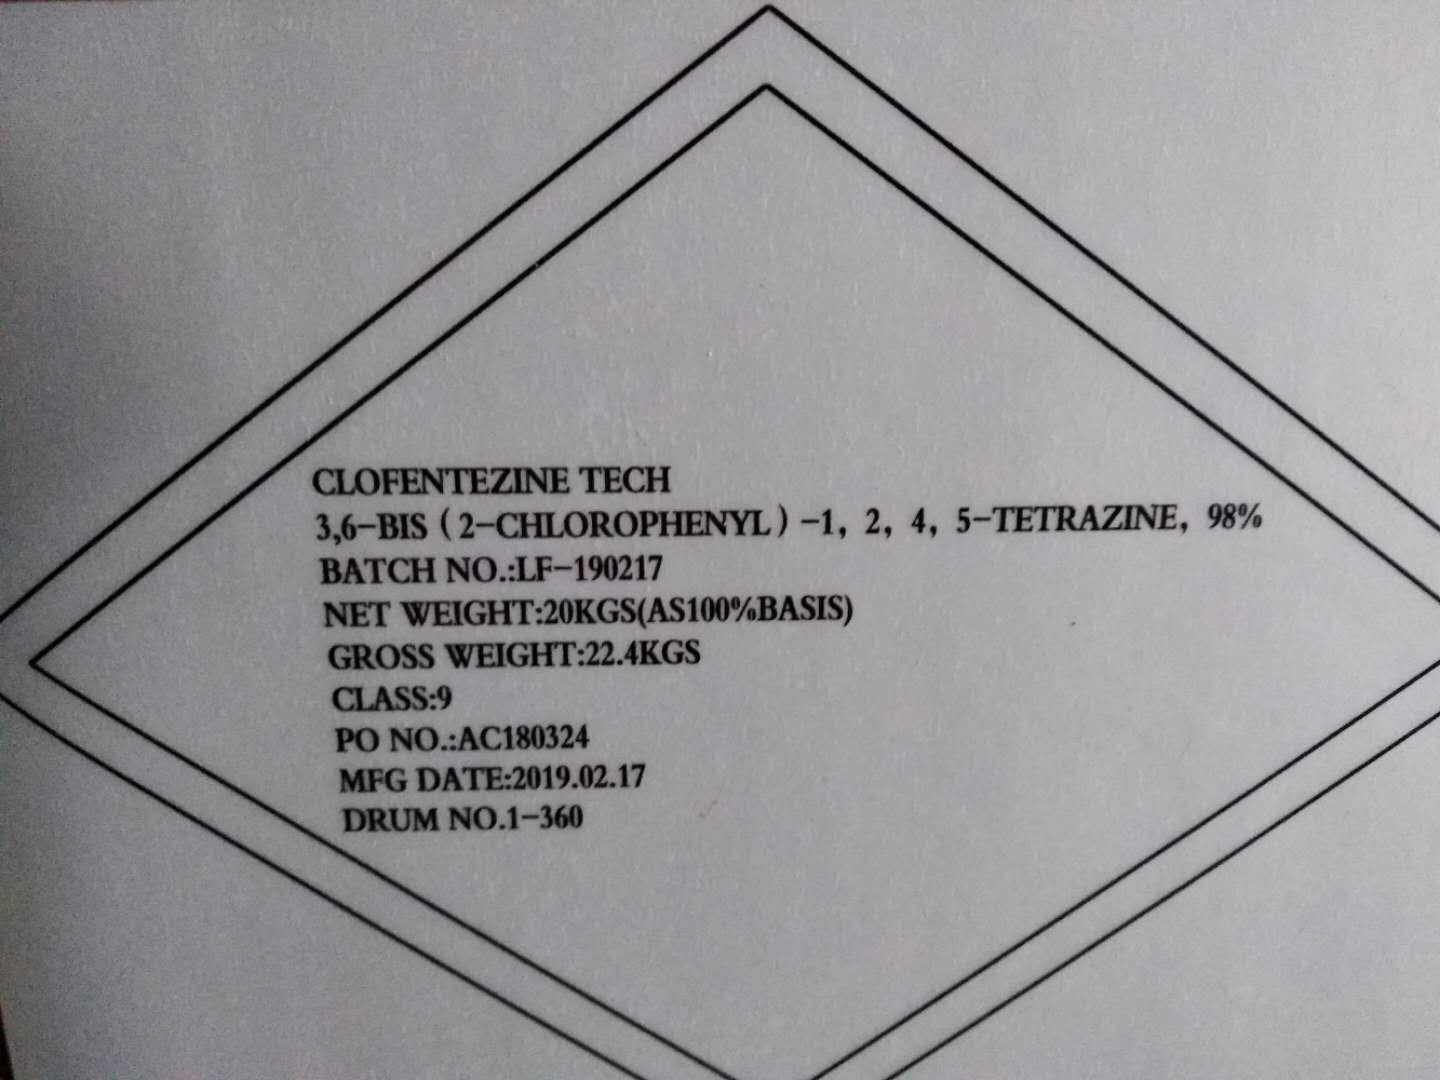 CLOFENTEZINE TECH
3,6-BIS（2-CHLOROPHENYL）-1, 2, 4, 5-TETRAZINE, 98%
BATCH NO.:LF-190217
NET WEIGHT:20KGS(AS100%BASIS)
GROSS WEIGHT:22.4KGS
CLASS:9
PO NO.:AC180324
MFG DATE:2019.02.17
DRUM NO.1-360